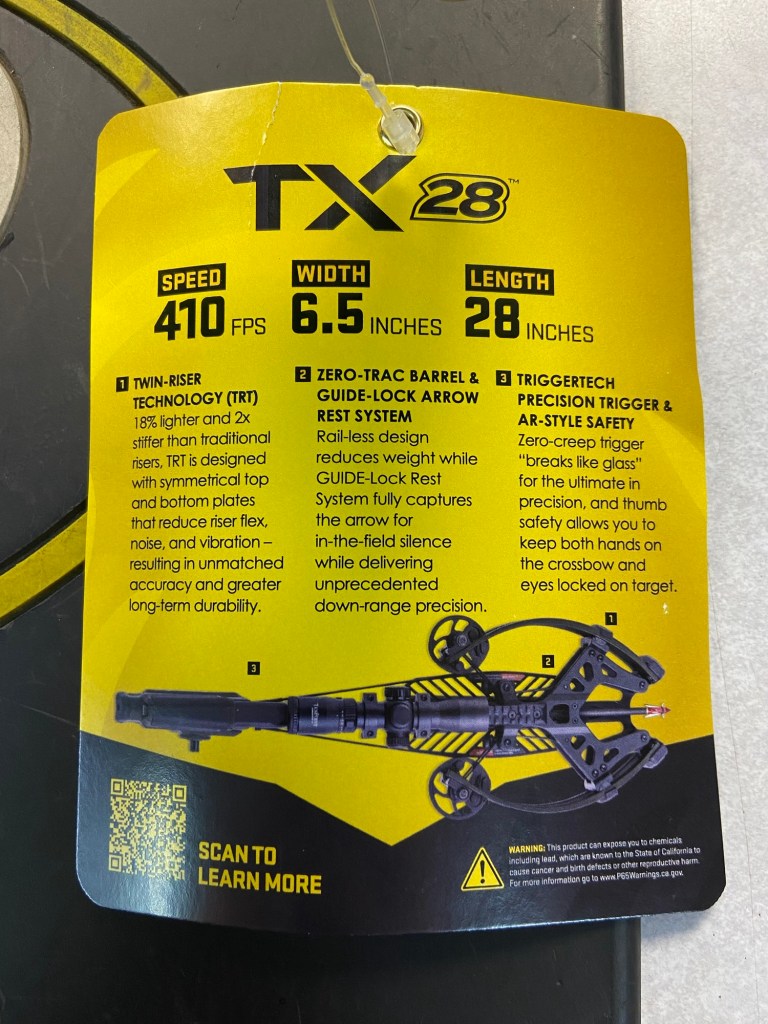 TX 28™
SPEED
410 FPS
WIDTH
6.5 INCHES
LENGTH
28 INCHES
1 TWIN-RISER
TECHNOLOGY (TRT)
18% lighter and 2x
stiffer than traditional
risers, TRT is designed
with symmetrical top
and bottom plates
that reduce riser flex,
noise, and vibration –
resulting in unmatched
accuracy and greater
long-term durability.
2 ZERO-TRAC BARREL &
GUIDE-LOCK ARROW
REST SYSTEM
Rail-less design
reduces weight while
GUIDE-Lock Rest
System fully captures
the arrow for
in-the-field silence
while delivering
unprecedented
down-range precision.
3 TRIGGERTECH
PRECISION TRIGGER &
AR-STYLE SAFETY
Zero-creep trigger
“breaks like glass”
for the ultimate in
precision, and thumb
safety allows you to
keep both hands on
the crossbow and
eyes locked on target.
1
2
3
SCAN TO
LEARN MORE
WARNING: This product can expose you to chemicals
including lead, which are known to the State of California to
cause cancer and birth defects or other reproductive harm.
For more information go to www.P65Warnings.ca.gov.